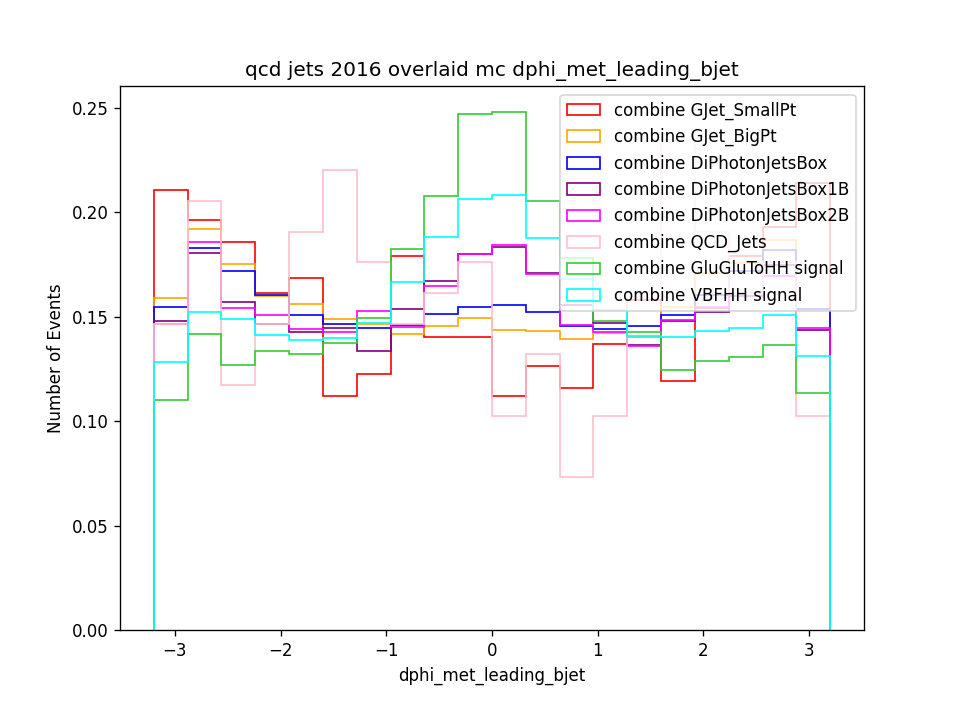 qcd jets 2016 overlaid mc dphi_met_leading_bjet
combine GJet_SmallPt
combine GJet_BigPt
combine DiPhotonJetsBox
combine DiPhotonJetsBox1B
combine DiPhotonJetsBox2B
combine QCD_Jets
combine GluGluToHH signal
combine VBFHH signal
Number of Events
0.25
0.20
0.15
0.10
0.05
0.00
−3 −2 −1 0 1 2 3
dphi_met_leading_bjet